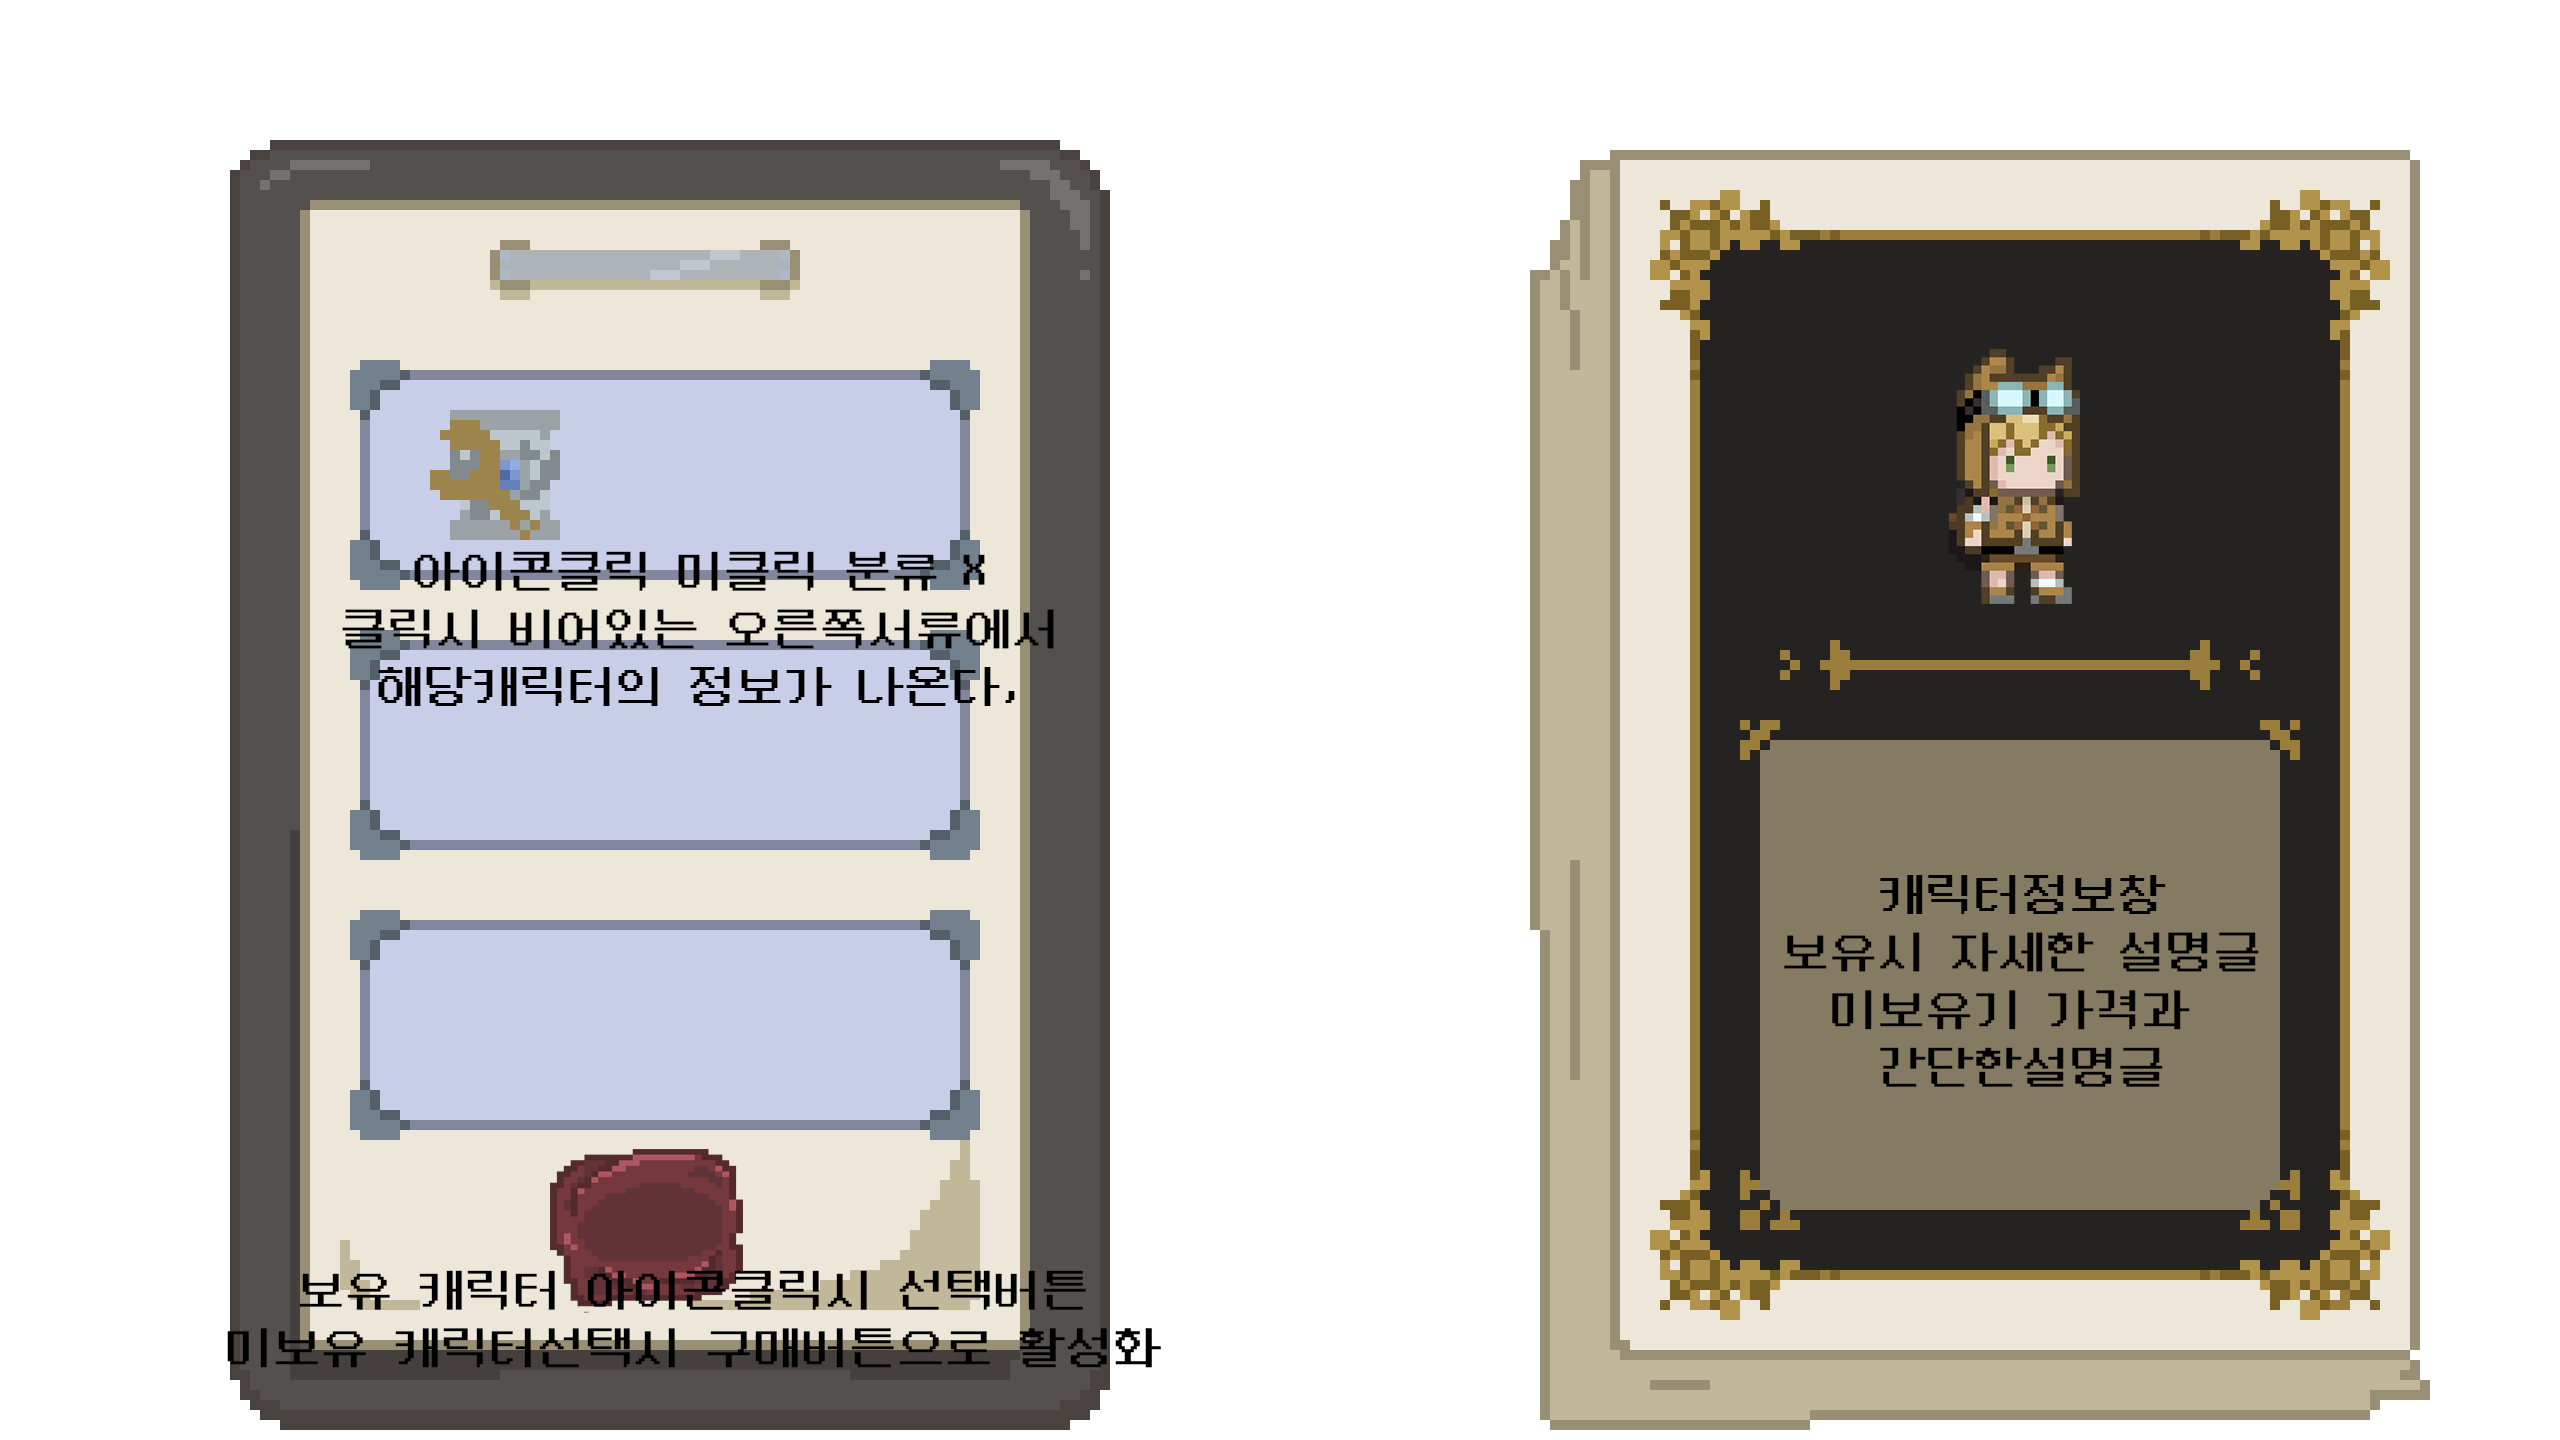 아이콘클릭 미클릭 분류 X
클릭시 비어있는 오른쪽서류에서
해당캐릭터의 정보가 나온다,
보유 캐릭터 아이콘클릭시 선택버튼
미보유 캐릭터선택시 구매버튼으로 활성화
캐릭터정보창
보유시 자세한 설명글
미보유기 가격과
간단한설명글